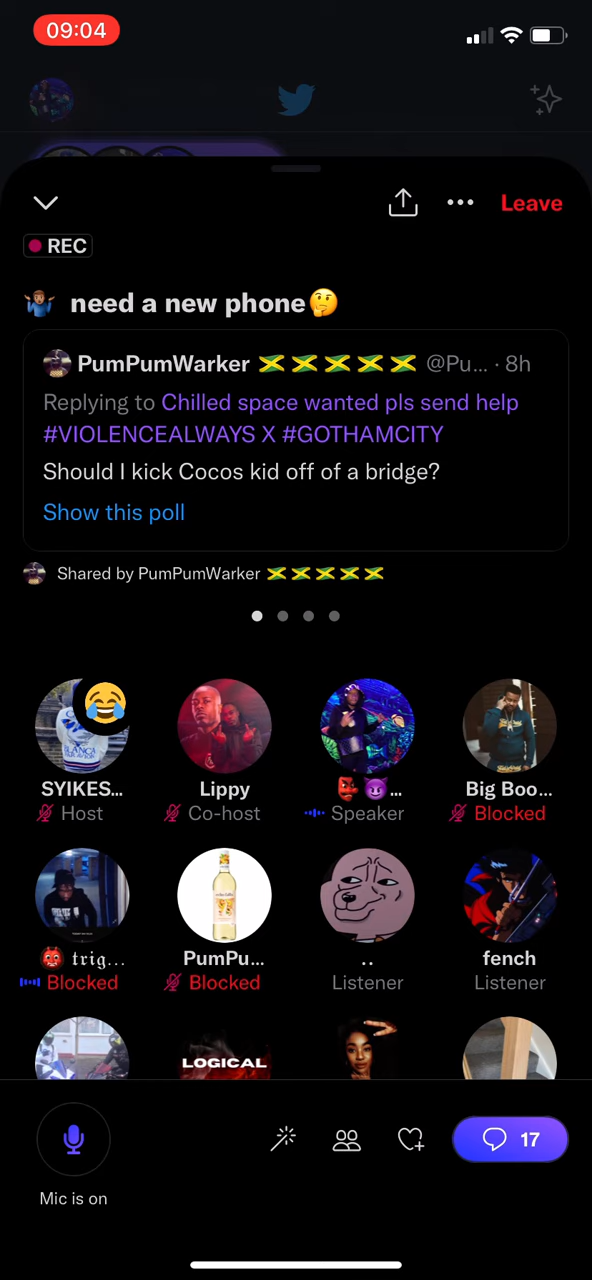 09:04
Leave
REC
🤷🏽‍♂️ need a new phone🤔
PumPumWarker 🇯🇲🇯🇲🇯🇲🇯🇲🇯🇲 @Pu... · 8h
Replying to Chilled space wanted pls send help
#VIOLENCEALWAYS X #GOTHAMCITY
Should I kick Cocos kid off of a bridge?
Show this poll
Shared by PumPumWarker 🇯🇲🇯🇲🇯🇲🇯🇲🇯🇲
SYIKES... Lippy 👺😈... Big Boo...
Host Co-host Speaker Blocked
👹 𝔱𝔯𝔦𝔤... PumPu... .. fench
Blocked Blocked Listener Listener
LOGICAL
17
Mic is on